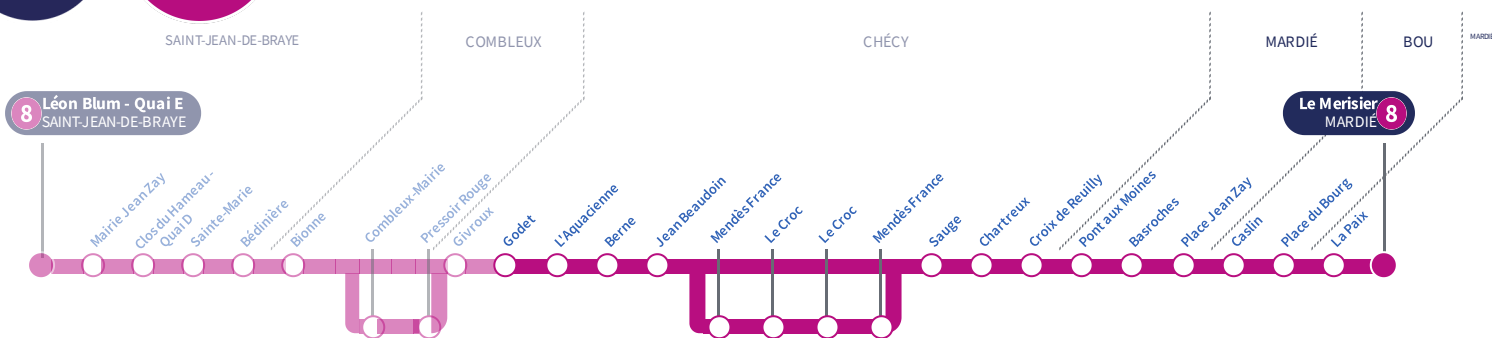 SAINT-JEAN-DE-BRAYE
COMBLEUX
CHÉCY
MARDIÉ
BOU
MARDIÉ
8
Léon Blum - Quai E
SAINT-JEAN-DE-BRAYE
Le Merisier
MARDIÉ
8
Mairie Jean Zay
Clos du Hameau -
Quai D
Sainte-Marie
Bédinière
Bionne
Combleux-Mairie
Pressoir Rouge
Givroux
Godet
L'Aquacienne
Berne
Jean Beaudoin
Mendès France
Le Croc
Le Croc
Mendès France
Sauge
Chartreux
Croix de Reuilly
Pont aux Moines
Basroches
Place Jean Zay
Caslin
Place du Bourg
La Paix